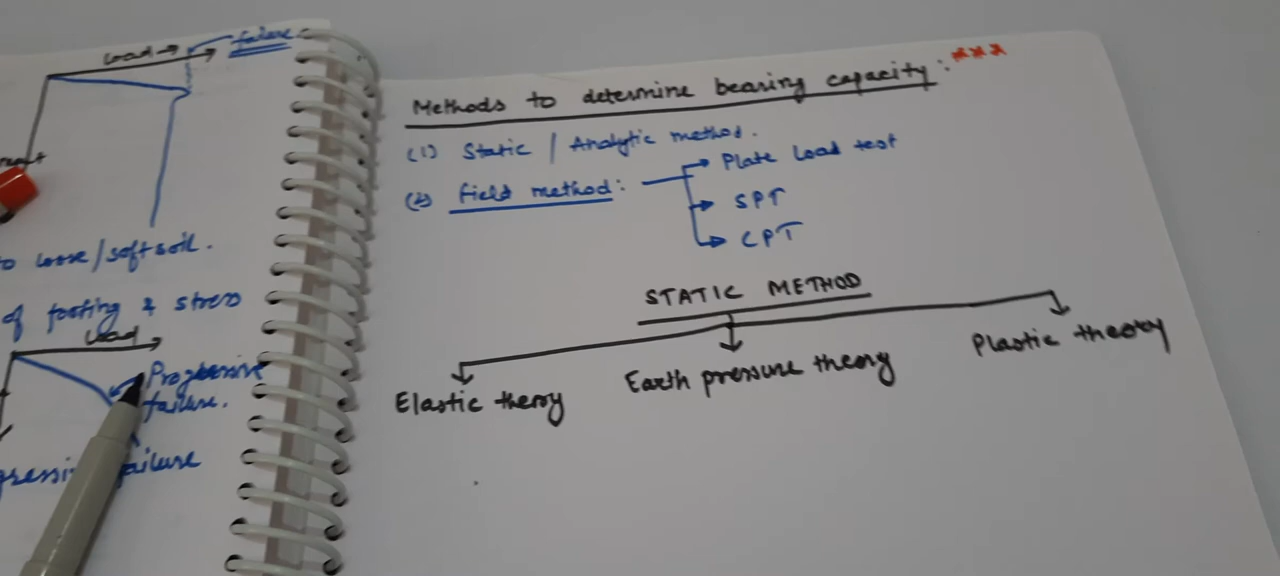 Load → failure
to loose/soft soil.
of footing & stress
Load
Progressive
failure.
failure
Methods to determine bearing capacity : ***
(1) Static / Analytic method.
(2) Field method : → Plate Load test
→ SPT
→ CPT
STATIC METHOD
Elastic theory
Earth pressure theory
Plastic theory